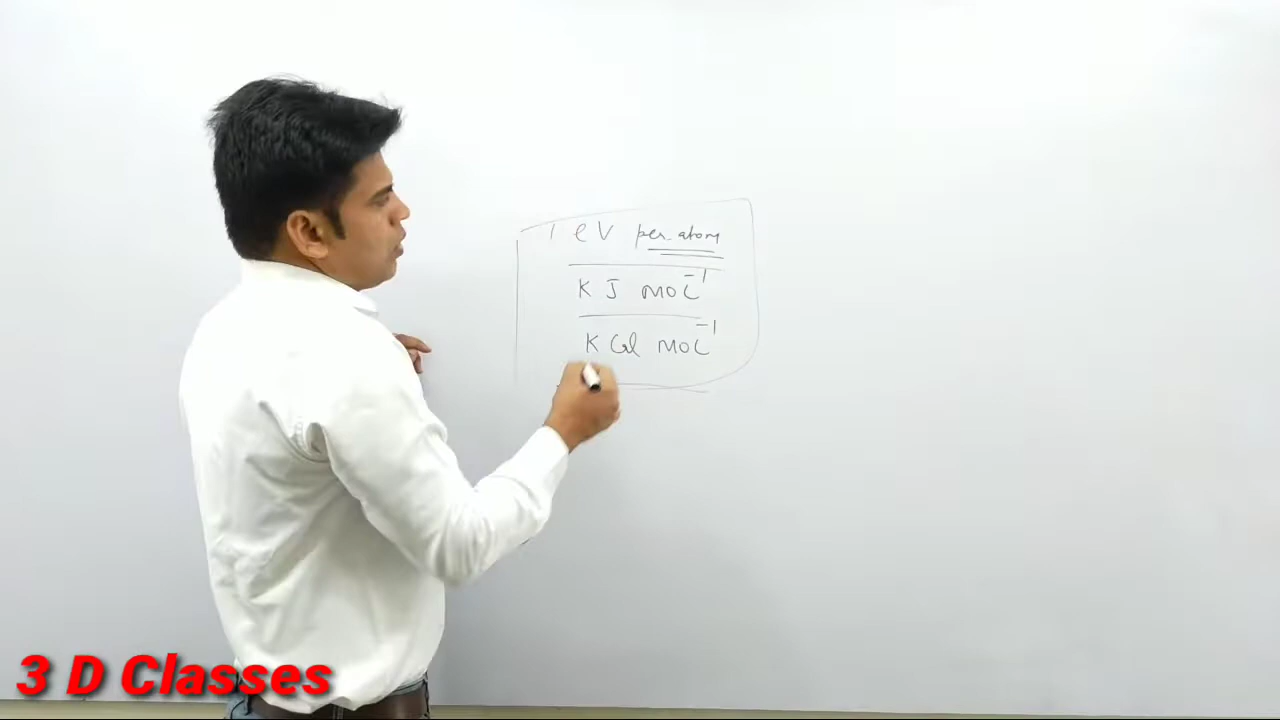 1 eV per atom
KJ mol⁻¹
KCal mol⁻¹
3 D Classes